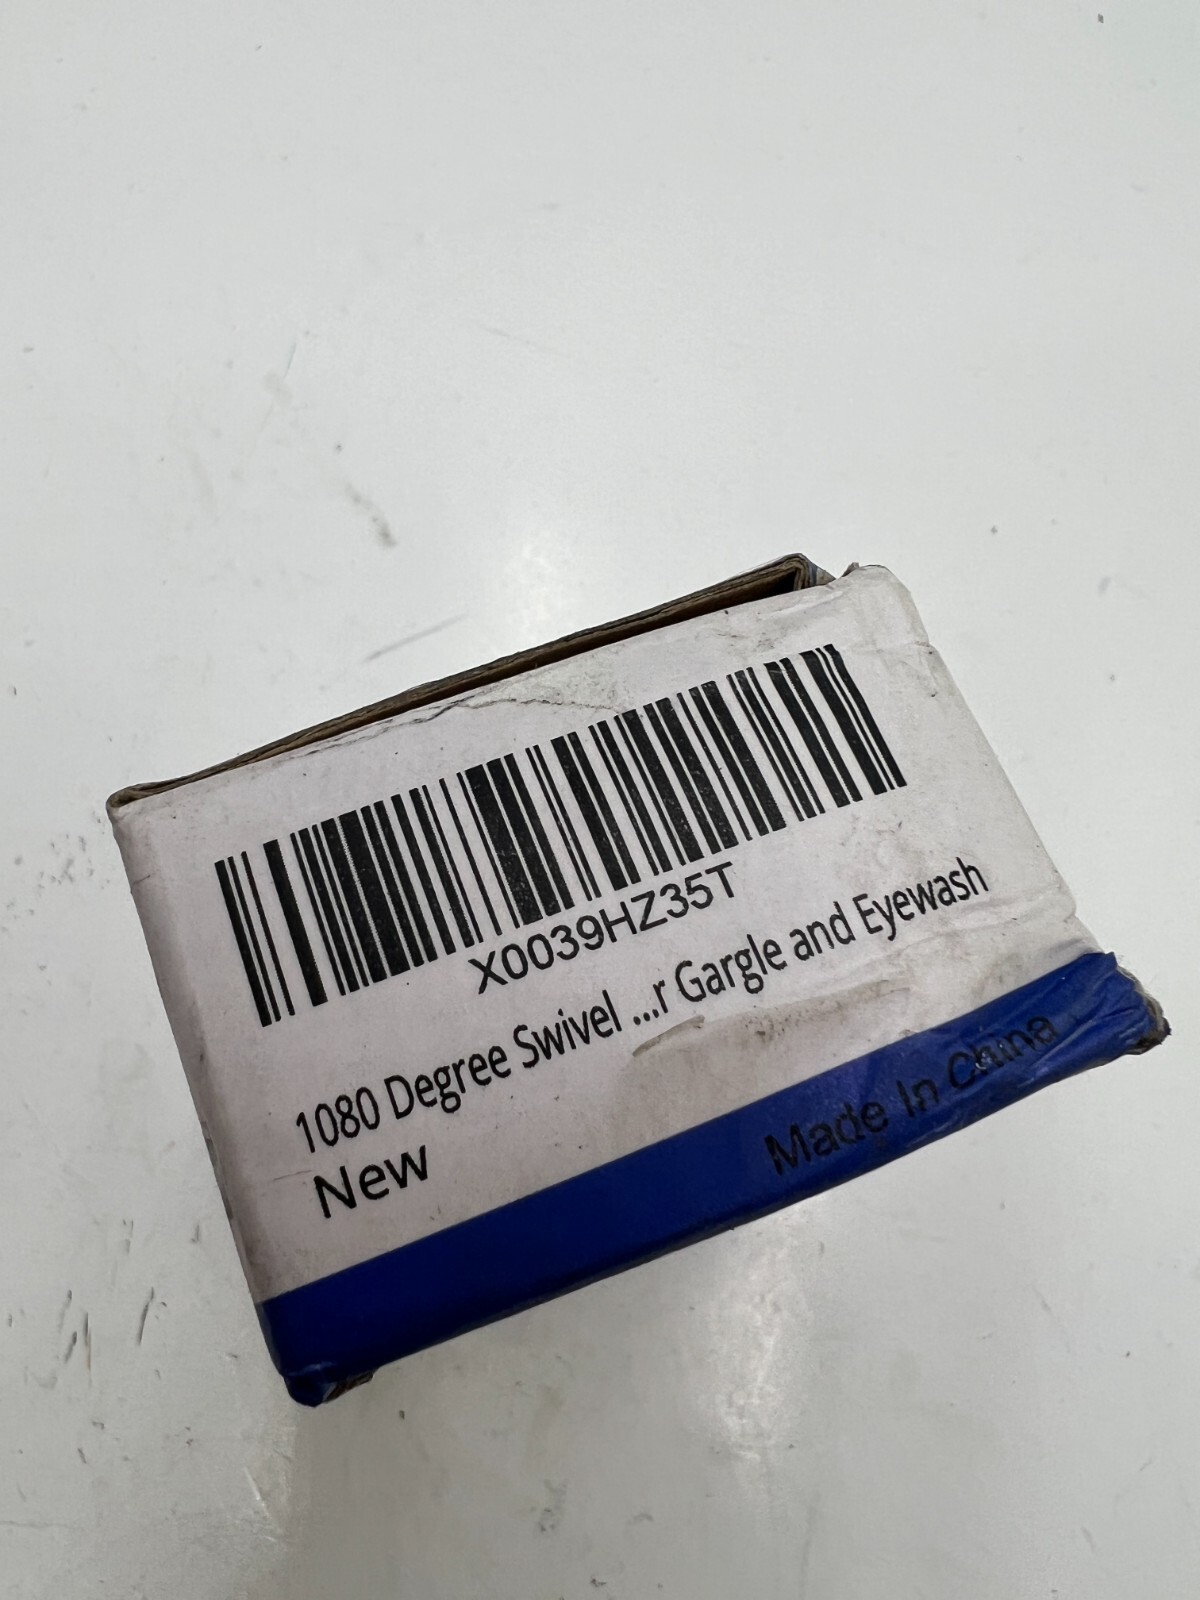 X0039HZ35T
1080 Degree Swivel ...r Gargle and Eyewash
New
Made In China